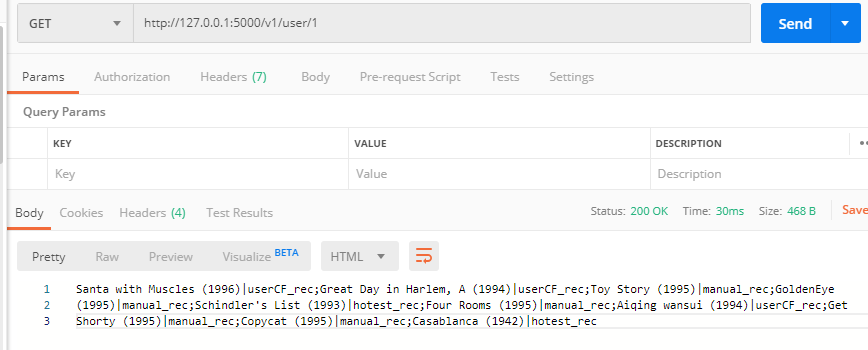 GET http://127.0.0.1:5000/v1/user/1 Send
Params Authorization Headers (7) Body Pre-request Script Tests Settings
Query Params
KEY VALUE DESCRIPTION
Key Value Description
Body Cookies Headers (4) Test Results Status: 200 OK Time: 30ms Size: 468 B Save
Pretty Raw Preview Visualize BETA HTML
1 Santa with Muscles (1996)|userCF_rec;Great Day in Harlem, A (1994)|userCF_rec;Toy Story (1995)|manual_rec;GoldenEye
2 (1995)|manual_rec;Schindler's List (1993)|hotest_rec;Four Rooms (1995)|manual_rec;Aiqing wansui (1994)|userCF_rec;Get
3 Shorty (1995)|manual_rec;Copycat (1995)|manual_rec;Casablanca (1942)|hotest_rec